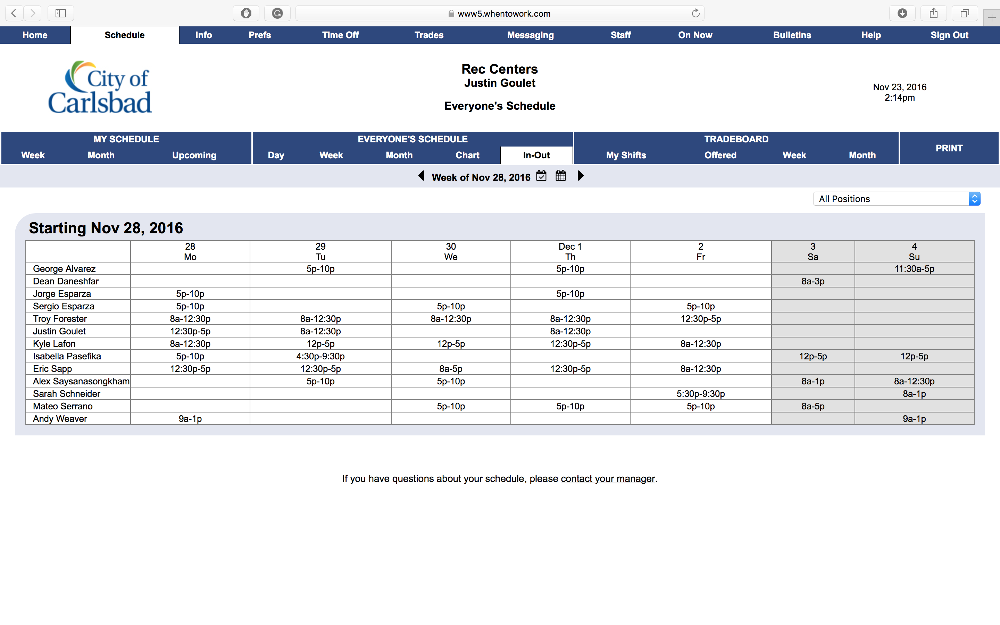 www5.whentowork.com
Home Schedule Info Prefs Time Off Trades Messaging Staff On Now Bulletins Help Sign Out
City of
Carlsbad
Rec Centers
Justin Goulet
Everyone's Schedule
Nov 23, 2016
2:14pm
MY SCHEDULE EVERYONE'S SCHEDULE TRADEBOARD PRINT
Week Month Upcoming Day Week Month Chart In-Out My Shifts Offered Week Month
Week of Nov 28, 2016
All Positions
Starting Nov 28, 2016
28 29 30 Dec 1 2 3 4
Mo Tu We Th Fr Sa Su
George Alvarez 5p-10p 5p-10p 11:30a-5p
Dean Daneshfar 8a-3p
Jorge Esparza 5p-10p 5p-10p
Sergio Esparza 5p-10p 5p-10p 5p-10p
Troy Forester 8a-12:30p 8a-12:30p 8a-12:30p 8a-12:30p 12:30p-5p
Justin Goulet 12:30p-5p 8a-12:30p 8a-12:30p
Kyle Lafon 8a-12:30p 12p-5p 12p-5p 12:30p-5p 8a-12:30p
Isabella Pasefika 5p-10p 4:30p-9:30p 12p-5p 12p-5p
Eric Sapp 12:30p-5p 12:30p-5p 8a-5p 12:30p-5p 8a-12:30p
Alex Saysanasongkham 5p-10p 5p-10p 8a-1p 8a-12:30p
Sarah Schneider 5:30p-9:30p 8a-1p
Mateo Serrano 5p-10p 5p-10p 5p-10p 8a-5p
Andy Weaver 9a-1p 9a-1p
If you have questions about your schedule, please contact your manager.